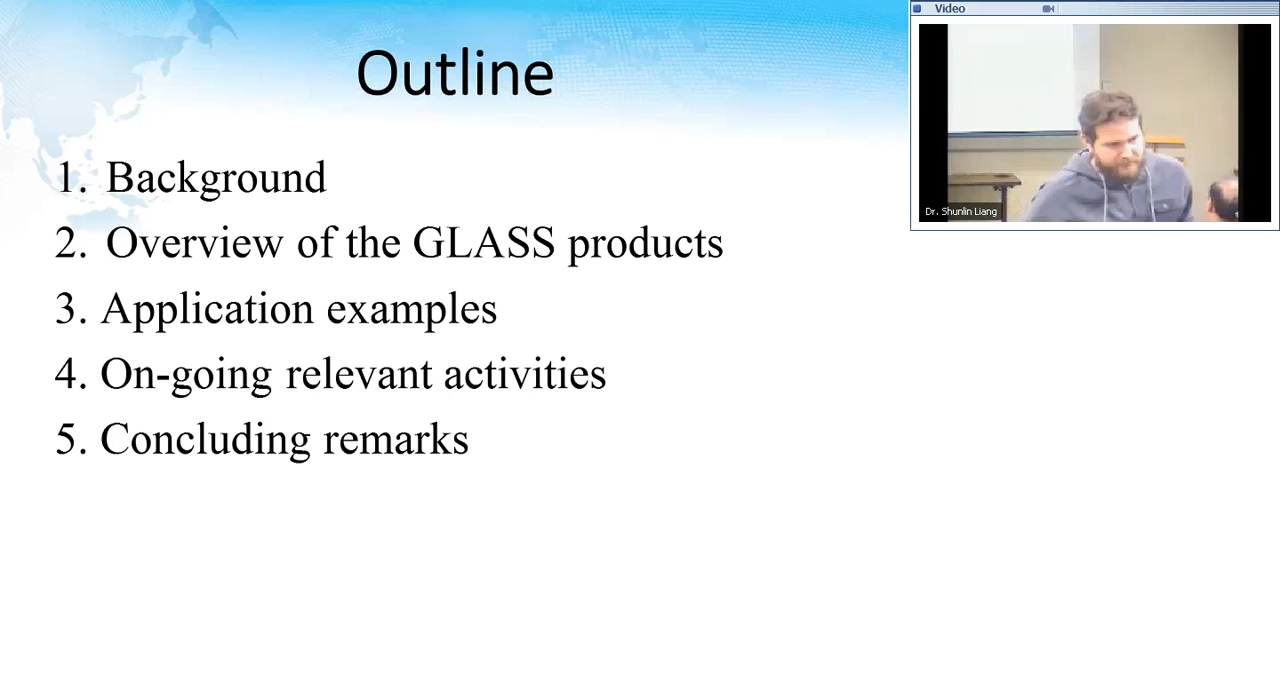 Outline
Video
Dr. Shunlin Liang
1. Background
2. Overview of the GLASS products
3. Application examples
4. On-going relevant activities
5. Concluding remarks